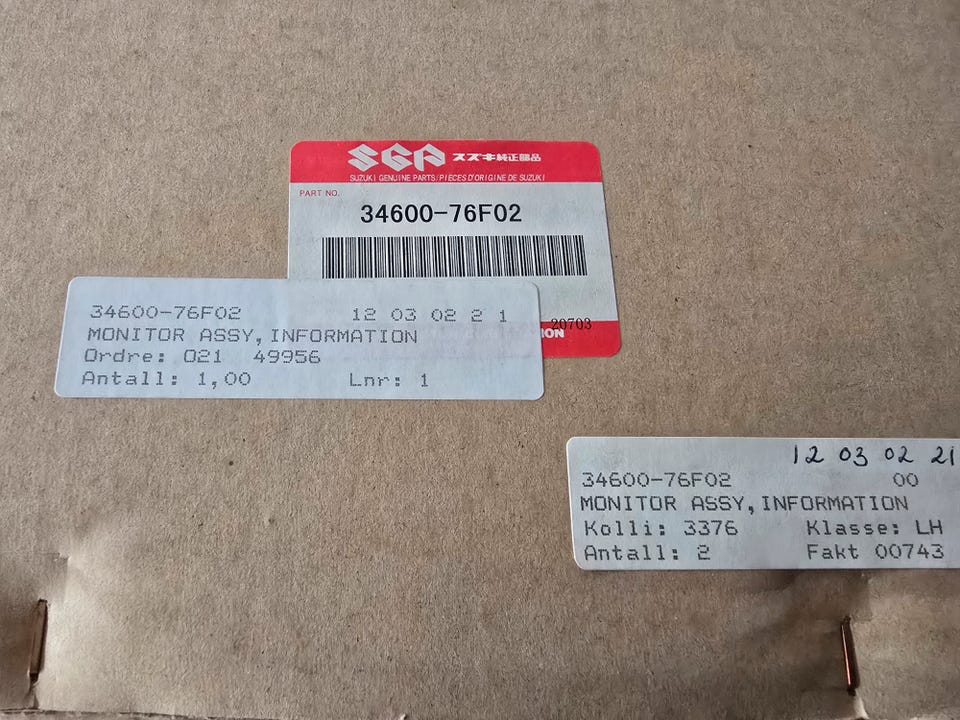 SGP スズキ純正部品
SUZUKI GENUINE PARTS/PIECES D'ORIGINE DE SUZUKI
PART NO.
34600-76F02
20703
ION
34600-76F02 12 03 02 2 1
MONITOR ASSY,INFORMATION
Ordre: 021 49956
Antall: 1,00 Lnr: 1
12 03 02 21
34600-76F02 00
MONITOR ASSY,INFORMATION
Kolli: 3376 Klasse: LH
Antall: 2 Fakt 00743